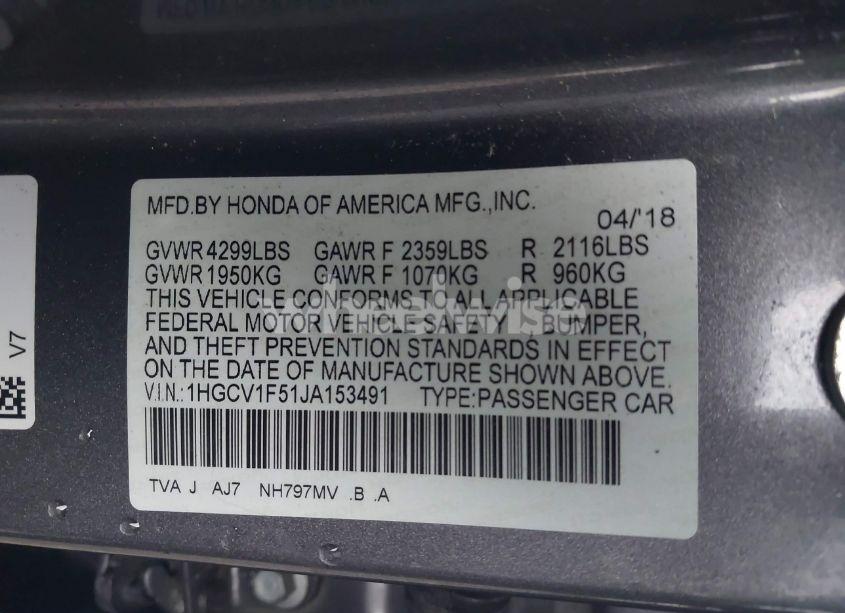 MFD.BY HONDA OF AMERICA MFG.,INC.
04/'18
GVWR 4299LBS GAWR F 2359LBS R 2116LBS
GVWR 1950KG GAWR F 1070KG R 960KG
THIS VEHICLE CONFORMS TO ALL APPLICABLE
FEDERAL MOTOR VEHICLE SAFETY , BUMPER,
AND THEFT PREVENTION STANDARDS IN EFFECT
ON THE DATE OF MANUFACTURE SHOWN ABOVE.
V.I.N.:1HGCV1F51JA153491 TYPE:PASSENGER CAR
TVA J AJ7 NH797MV .B .A
V7